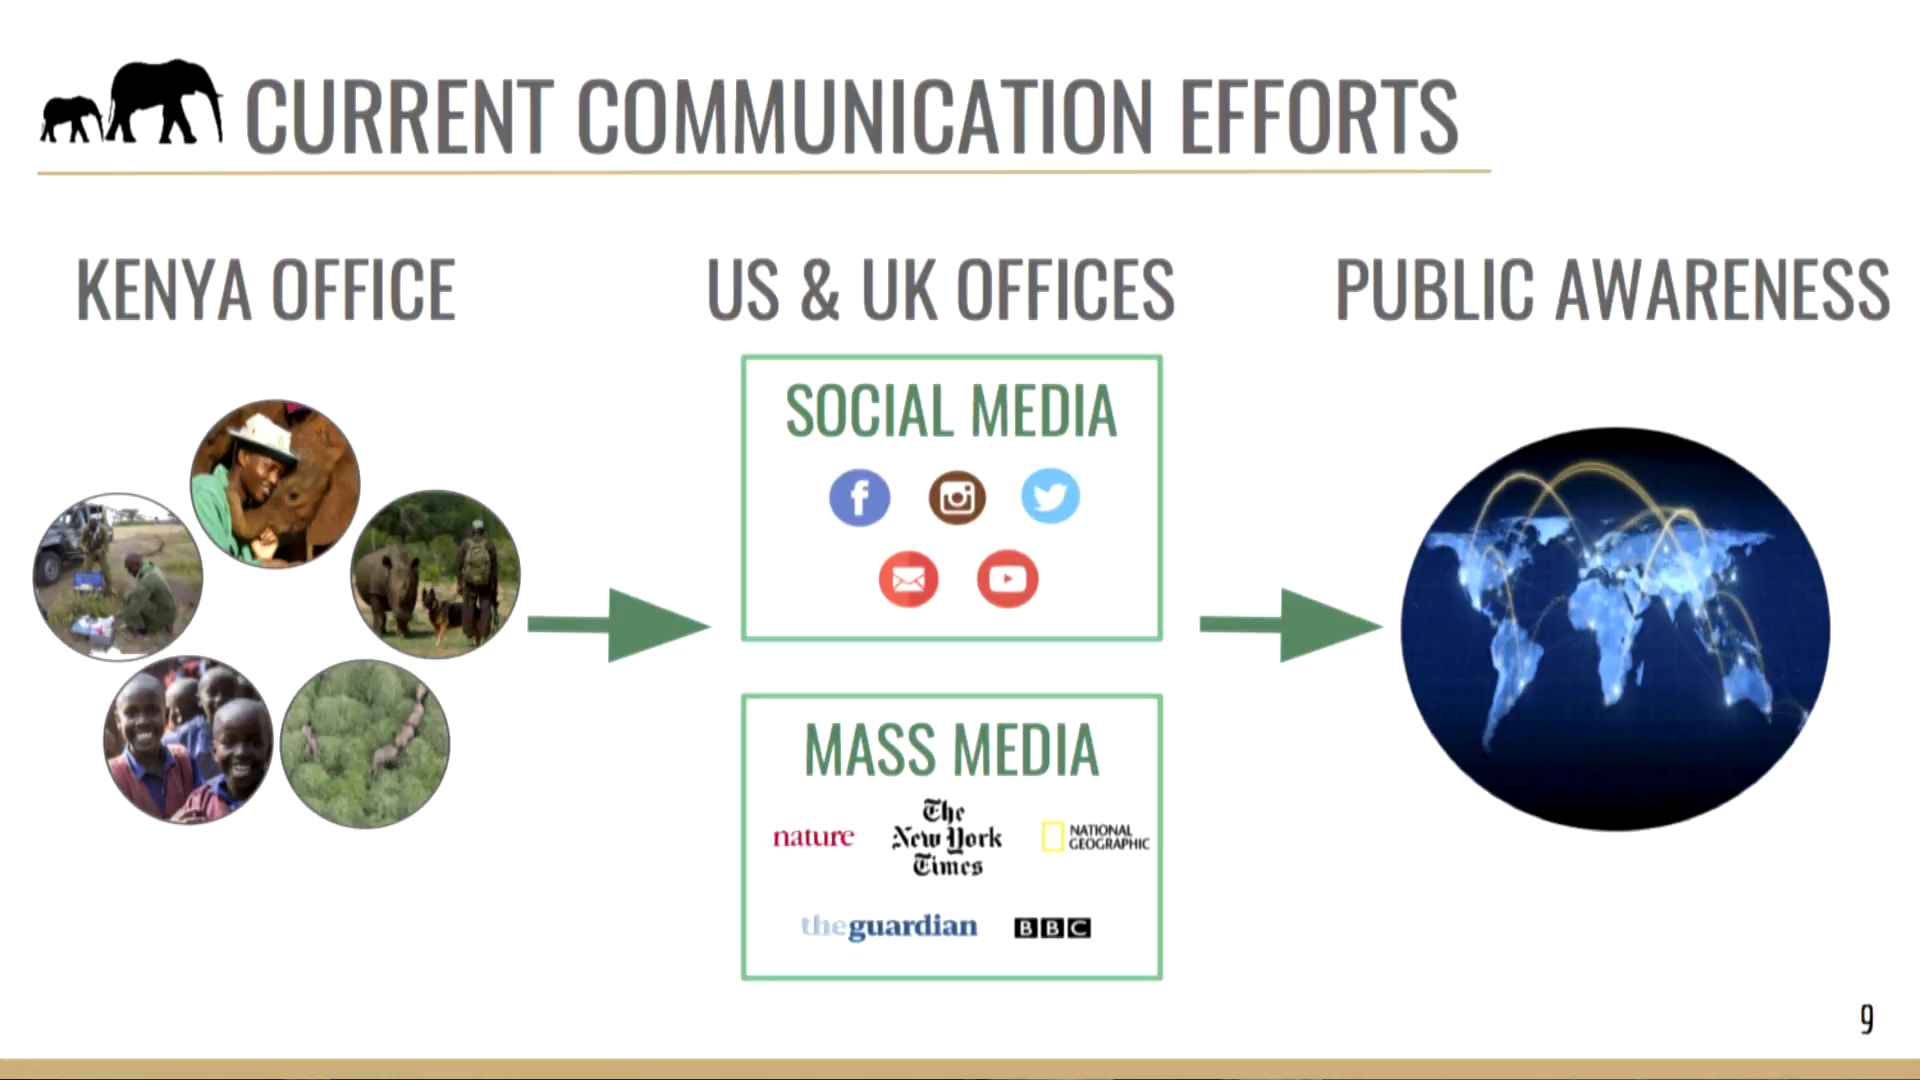 CURRENT COMMUNICATION EFFORTS
KENYA OFFICE
US & UK OFFICES
PUBLIC AWARENESS
SOCIAL MEDIA
MASS MEDIA
nature
The
New York
Times
NATIONAL
GEOGRAPHIC
theguardian
BBC
9